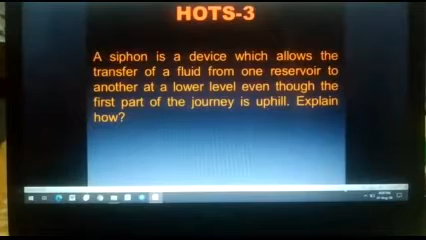 HOTS-3
A siphon is a device which allows the
transfer of a fluid from one reservoir to
another at a lower level even though the
first part of the journey is uphill. Explain
how?